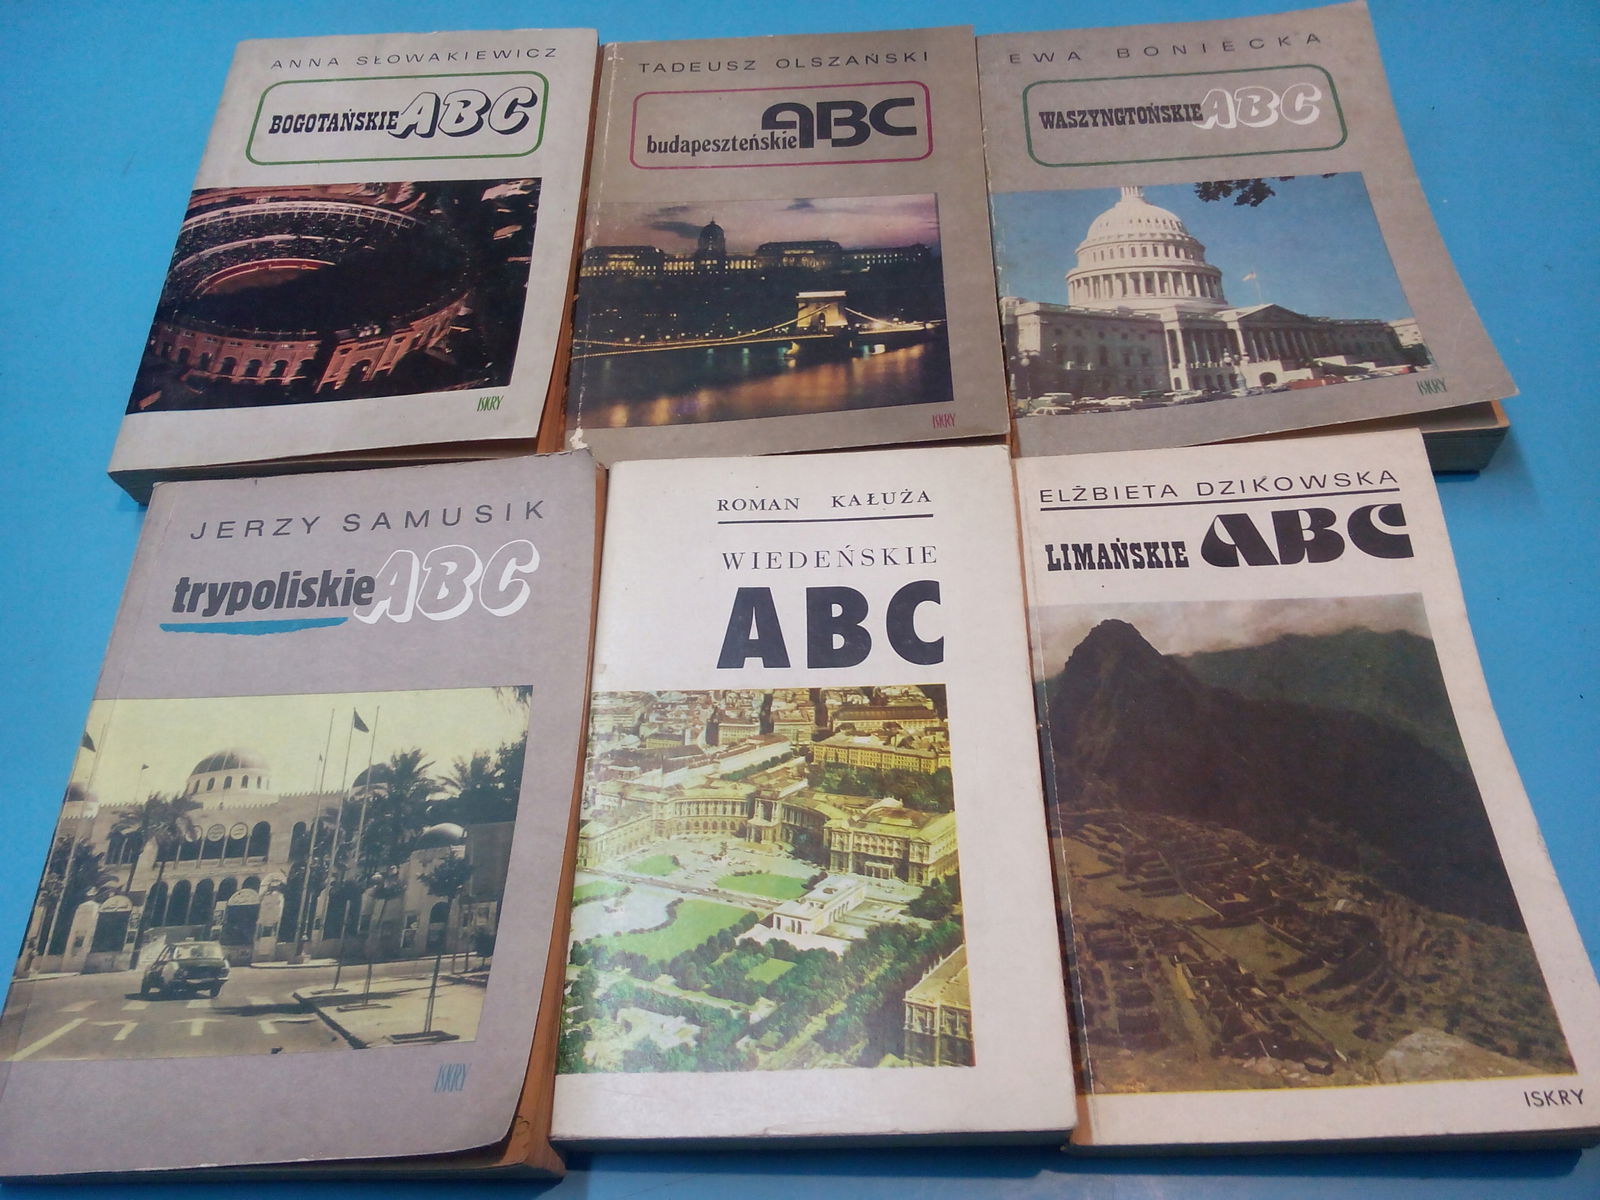 ANNA SŁOWAKIEWICZ
BOGOTAŃSKIE ABC
ISKRY
TADEUSZ OLSZAŃSKI
budapeszteńskie ABC
ISKRY
EWA BONIECKA
WASZYNGTOŃSKIE ABC
ISKRY
JERZY SAMUSIK
trypoliskie ABC
ISKRY
ROMAN KAŁUŻA
WIEDEŃSKIE
ABC
ELŻBIETA DZIKOWSKA
LIMAŃSKIE ABC
ISKRY